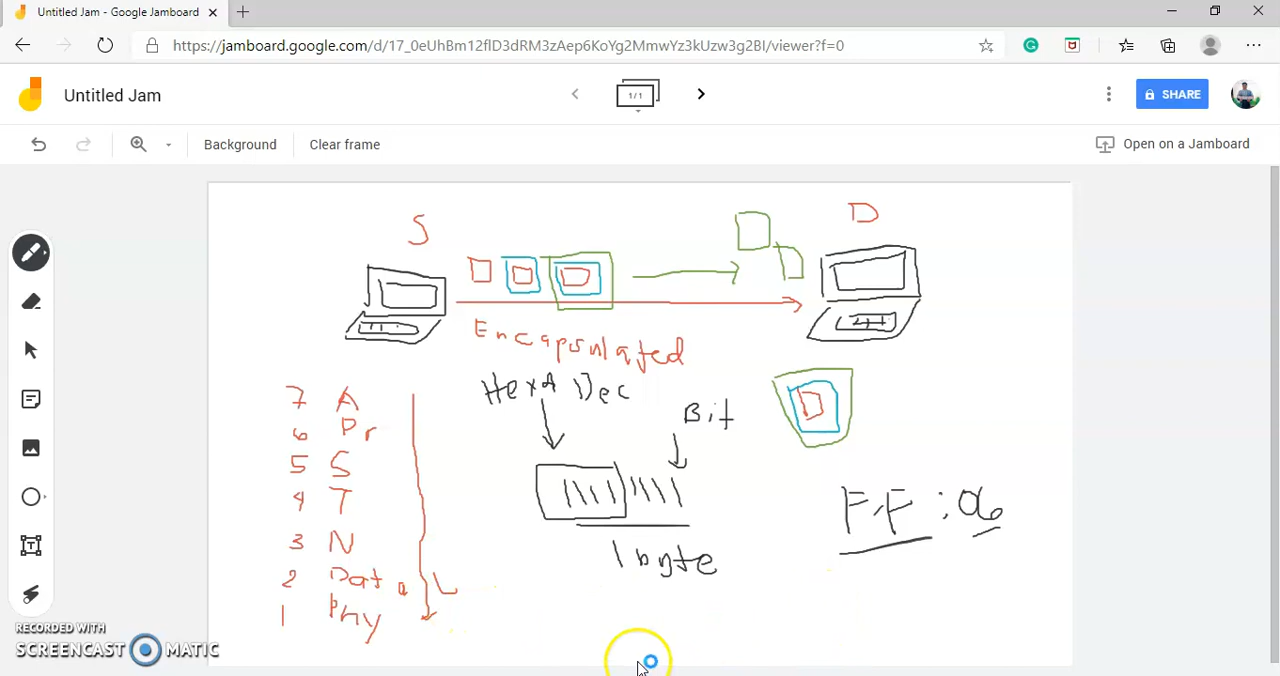 Untitled Jam - Google Jamboard
https://jamboard.google.com/d/17_0eUhBm12flD3dRM3zAep6KoYg2MmwYz3kUzw3g2BI/viewer?f=0
Untitled Jam
1/1
SHARE
Background
Clear frame
Open on a Jamboard
S
D
Encapsulated
Hexa Dec
Bit
7 A
6 Pr
5 S
4 T
3 N
2 Data L
1 Phy
1 byte
F,F : 06
RECORDED WITH
SCREENCAST MATIC